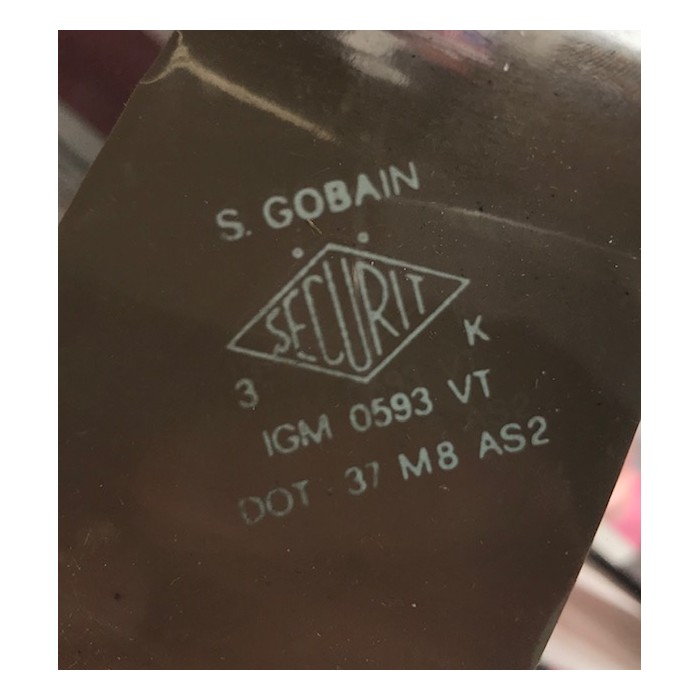 S. GOBAIN
SECURIT
3 K
IGM 0593 VT
DOT 37 M8 AS2